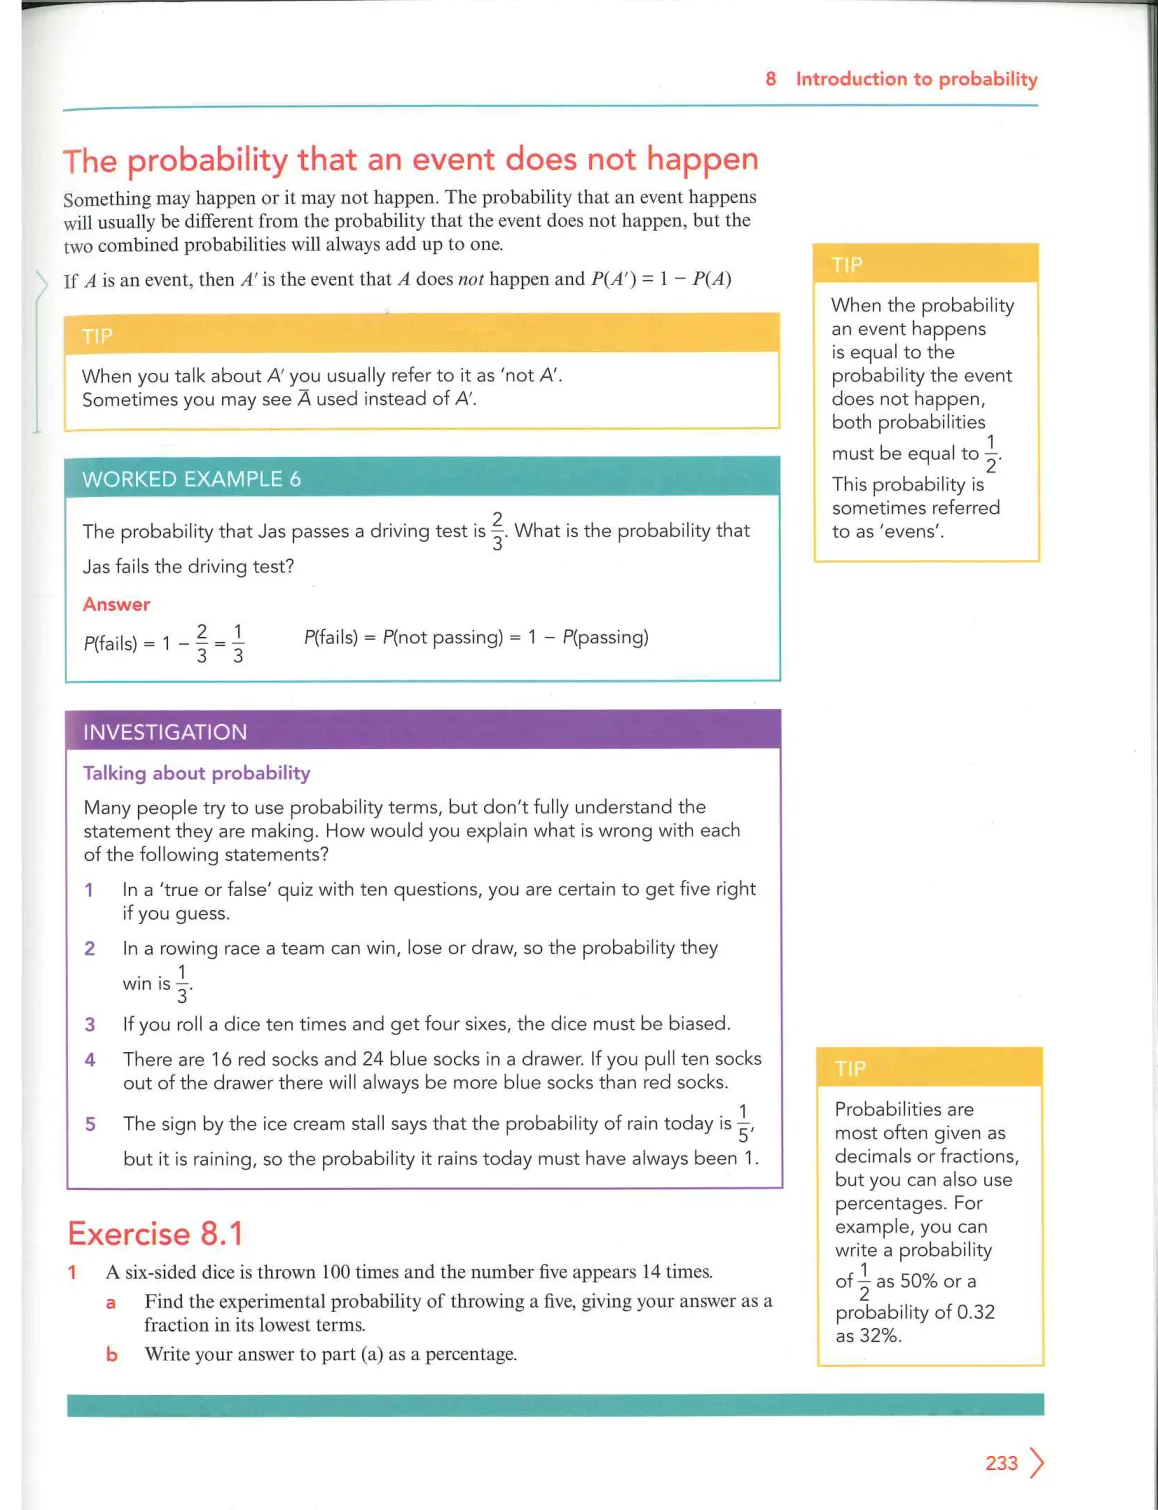 8 Introduction to probability
The probability that an event does not happen
Something may happen or it may not happen. The probability that an event happens
will usually be different from the probability that the event does not happen, but the
two combined probabilities will always add up to one.
If A is an event, then A' is the event that A does not happen and P(A') = 1 − P(A)
TIP
When you talk about A' you usually refer to it as 'not A'.
Sometimes you may see Ā used instead of A'.
WORKED EXAMPLE 6
The probability that Jas passes a driving test is 2/3. What is the probability that
Jas fails the driving test?
Answer
P(fails) = 1 − 2/3 = 1/3 P(fails) = P(not passing) = 1 − P(passing)
TIP
When the probability
an event happens
is equal to the
probability the event
does not happen,
both probabilities
must be equal to 1/2.
This probability is
sometimes referred
to as 'evens'.
INVESTIGATION
Talking about probability
Many people try to use probability terms, but don't fully understand the
statement they are making. How would you explain what is wrong with each
of the following statements?
1 In a 'true or false' quiz with ten questions, you are certain to get five right
if you guess.
2 In a rowing race a team can win, lose or draw, so the probability they
win is 1/3.
3 If you roll a dice ten times and get four sixes, the dice must be biased.
4 There are 16 red socks and 24 blue socks in a drawer. If you pull ten socks
out of the drawer there will always be more blue socks than red socks.
5 The sign by the ice cream stall says that the probability of rain today is 1/5,
but it is raining, so the probability it rains today must have always been 1.
Exercise 8.1
1 A six-sided dice is thrown 100 times and the number five appears 14 times.
a Find the experimental probability of throwing a five, giving your answer as a
fraction in its lowest terms.
b Write your answer to part (a) as a percentage.
TIP
Probabilities are
most often given as
decimals or fractions,
but you can also use
percentages. For
example, you can
write a probability
of 1/2 as 50% or a
probability of 0.32
as 32%.
233